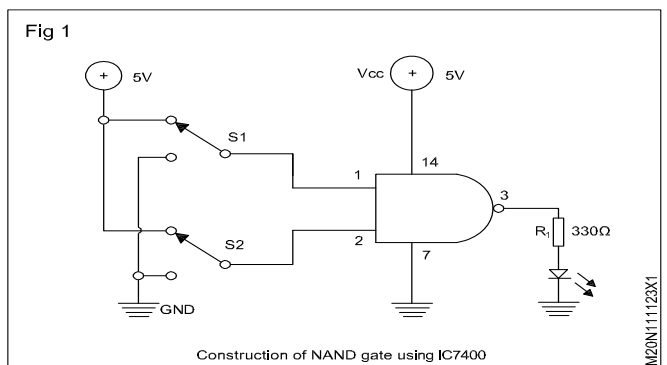 Fig 1
+ 5V
Vcc + 5V
S1
1
14
3
R1 330Ω
S2
2
7
GND
Construction of NAND gate using IC7400
M20N111123X1